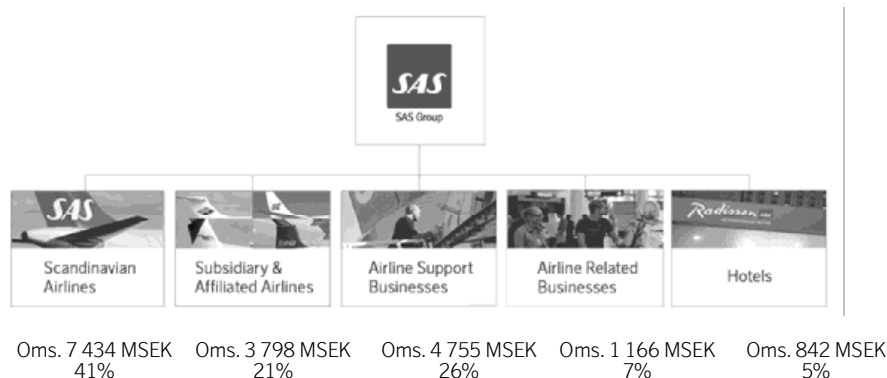 SAS
SAS Group
SAS
Radisson
Scandinavian
Airlines
Subsidiary &
Affiliated Airlines
Airline Support
Businesses
Airline Related
Businesses
Hotels
Oms. 7 434 MSEK
41%
Oms. 3 798 MSEK
21%
Oms. 4 755 MSEK
26%
Oms. 1 166 MSEK
7%
Oms. 842 MSEK
5%